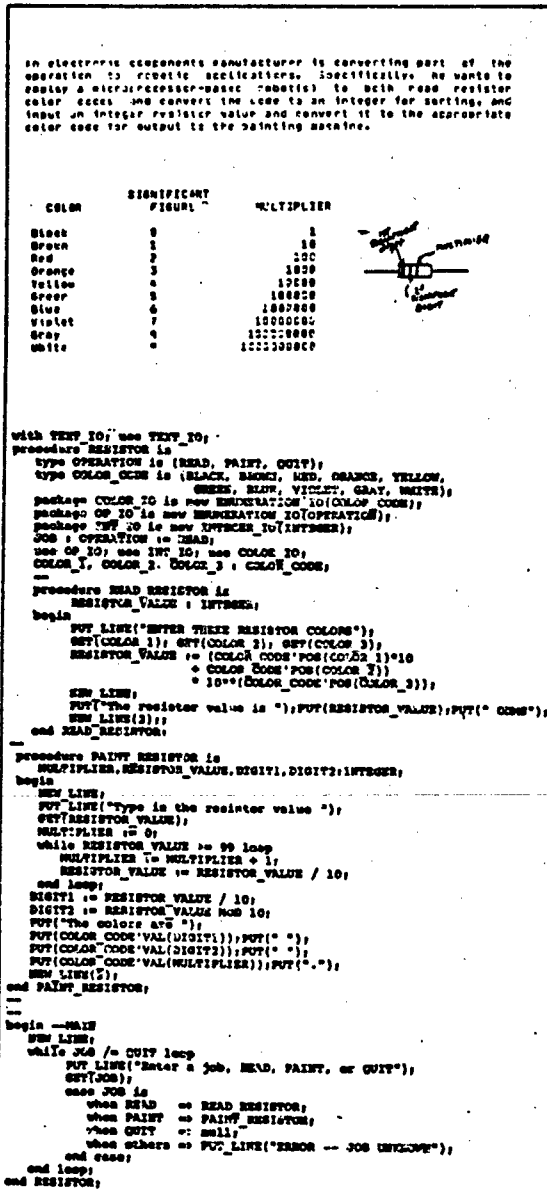 An electronic components manufacturer is converting part of the
operation to robotic applications. Specifically, he wants to
employ a microprocessor-based robot(s) to both read resistor
color codes and convert the code to an integer for sorting, and
input an integer resistor value and convert it to the appropriate
color code for output to the painting machine.
COLOR SIGNIFICANT FIGURE MULTIPLIER
Black 0 1
Brown 1 10
Red 2 100
Orange 3 1000
Yellow 4 10000
Green 5 100000
Blue 6 1000000
Violet 7 10000000
Gray 100000000
White 1000000000
MULTIPLIER
with TEXT_IO; use TEXT_IO;
procedure RESISTOR is
type OPERATION is (READ, PAINT, QUIT);
type COLOR_CODE is (BLACK, BROWN, RED, ORANGE, YELLOW,
GREEN, BLUE, VIOLET, GRAY, WHITE);
package COLOR_IO is new ENUMERATION_IO(COLOR_CODE);
package OP_IO is new ENUMERATION_IO(OPERATION);
package INT_IO is new INTEGER_IO(INTEGER);
JOB : OPERATION := READ;
use OP_IO; use INT_IO; use COLOR_IO;
COLOR_1, COLOR_2, COLOR_3 : COLOR_CODE;
--
procedure READ_RESISTOR is
RESISTOR_VALUE : INTEGER;
begin
PUT_LINE("ENTER THREE RESISTOR COLORS");
GET(COLOR_1); GET(COLOR_2); GET(COLOR_3);
RESISTOR_VALUE := (COLOR_CODE'POS(COLOR_1)*10
+ COLOR_CODE'POS(COLOR_2))
* 10**(COLOR_CODE'POS(COLOR_3));
NEW_LINE;
PUT("The resistor value is ");PUT(RESISTOR_VALUE);PUT(" OHMS");
NEW_LINE(2);;
end READ_RESISTOR;
--
procedure PAINT_RESISTOR is
MULTIPLIER,RESISTOR_VALUE,DIGIT1,DIGIT2:INTEGER;
begin
NEW_LINE;
PUT_LINE("Type in the resistor value ");
GET(RESISTOR_VALUE);
MULTIPLIER := 0;
while RESISTOR_VALUE >= 99 loop
MULTIPLIER := MULTIPLIER + 1;
RESISTOR_VALUE := RESISTOR_VALUE / 10;
end loop;
DIGIT1 := RESISTOR_VALUE / 10;
DIGIT2 := RESISTOR_VALUE MOD 10;
PUT("The colors are ");
PUT(COLOR_CODE'VAL(DIGIT1));PUT(" ");
PUT(COLOR_CODE'VAL(DIGIT2));PUT(" ");
PUT(COLOR_CODE'VAL(MULTIPLIER));PUT(".");
NEW_LINE(2);
end PAINT_RESISTOR;
--
--
begin --MAIN
NEW_LINE;
while JOB /= QUIT loop
PUT_LINE("Enter a job, READ, PAINT, or QUIT");
GET(JOB);
case JOB is
when READ => READ_RESISTOR;
when PAINT => PAINT_RESISTOR;
when QUIT => null;
when others => PUT_LINE("ERROR -- JOB UNKNOWN");
end case;
end loop;
end RESISTOR;